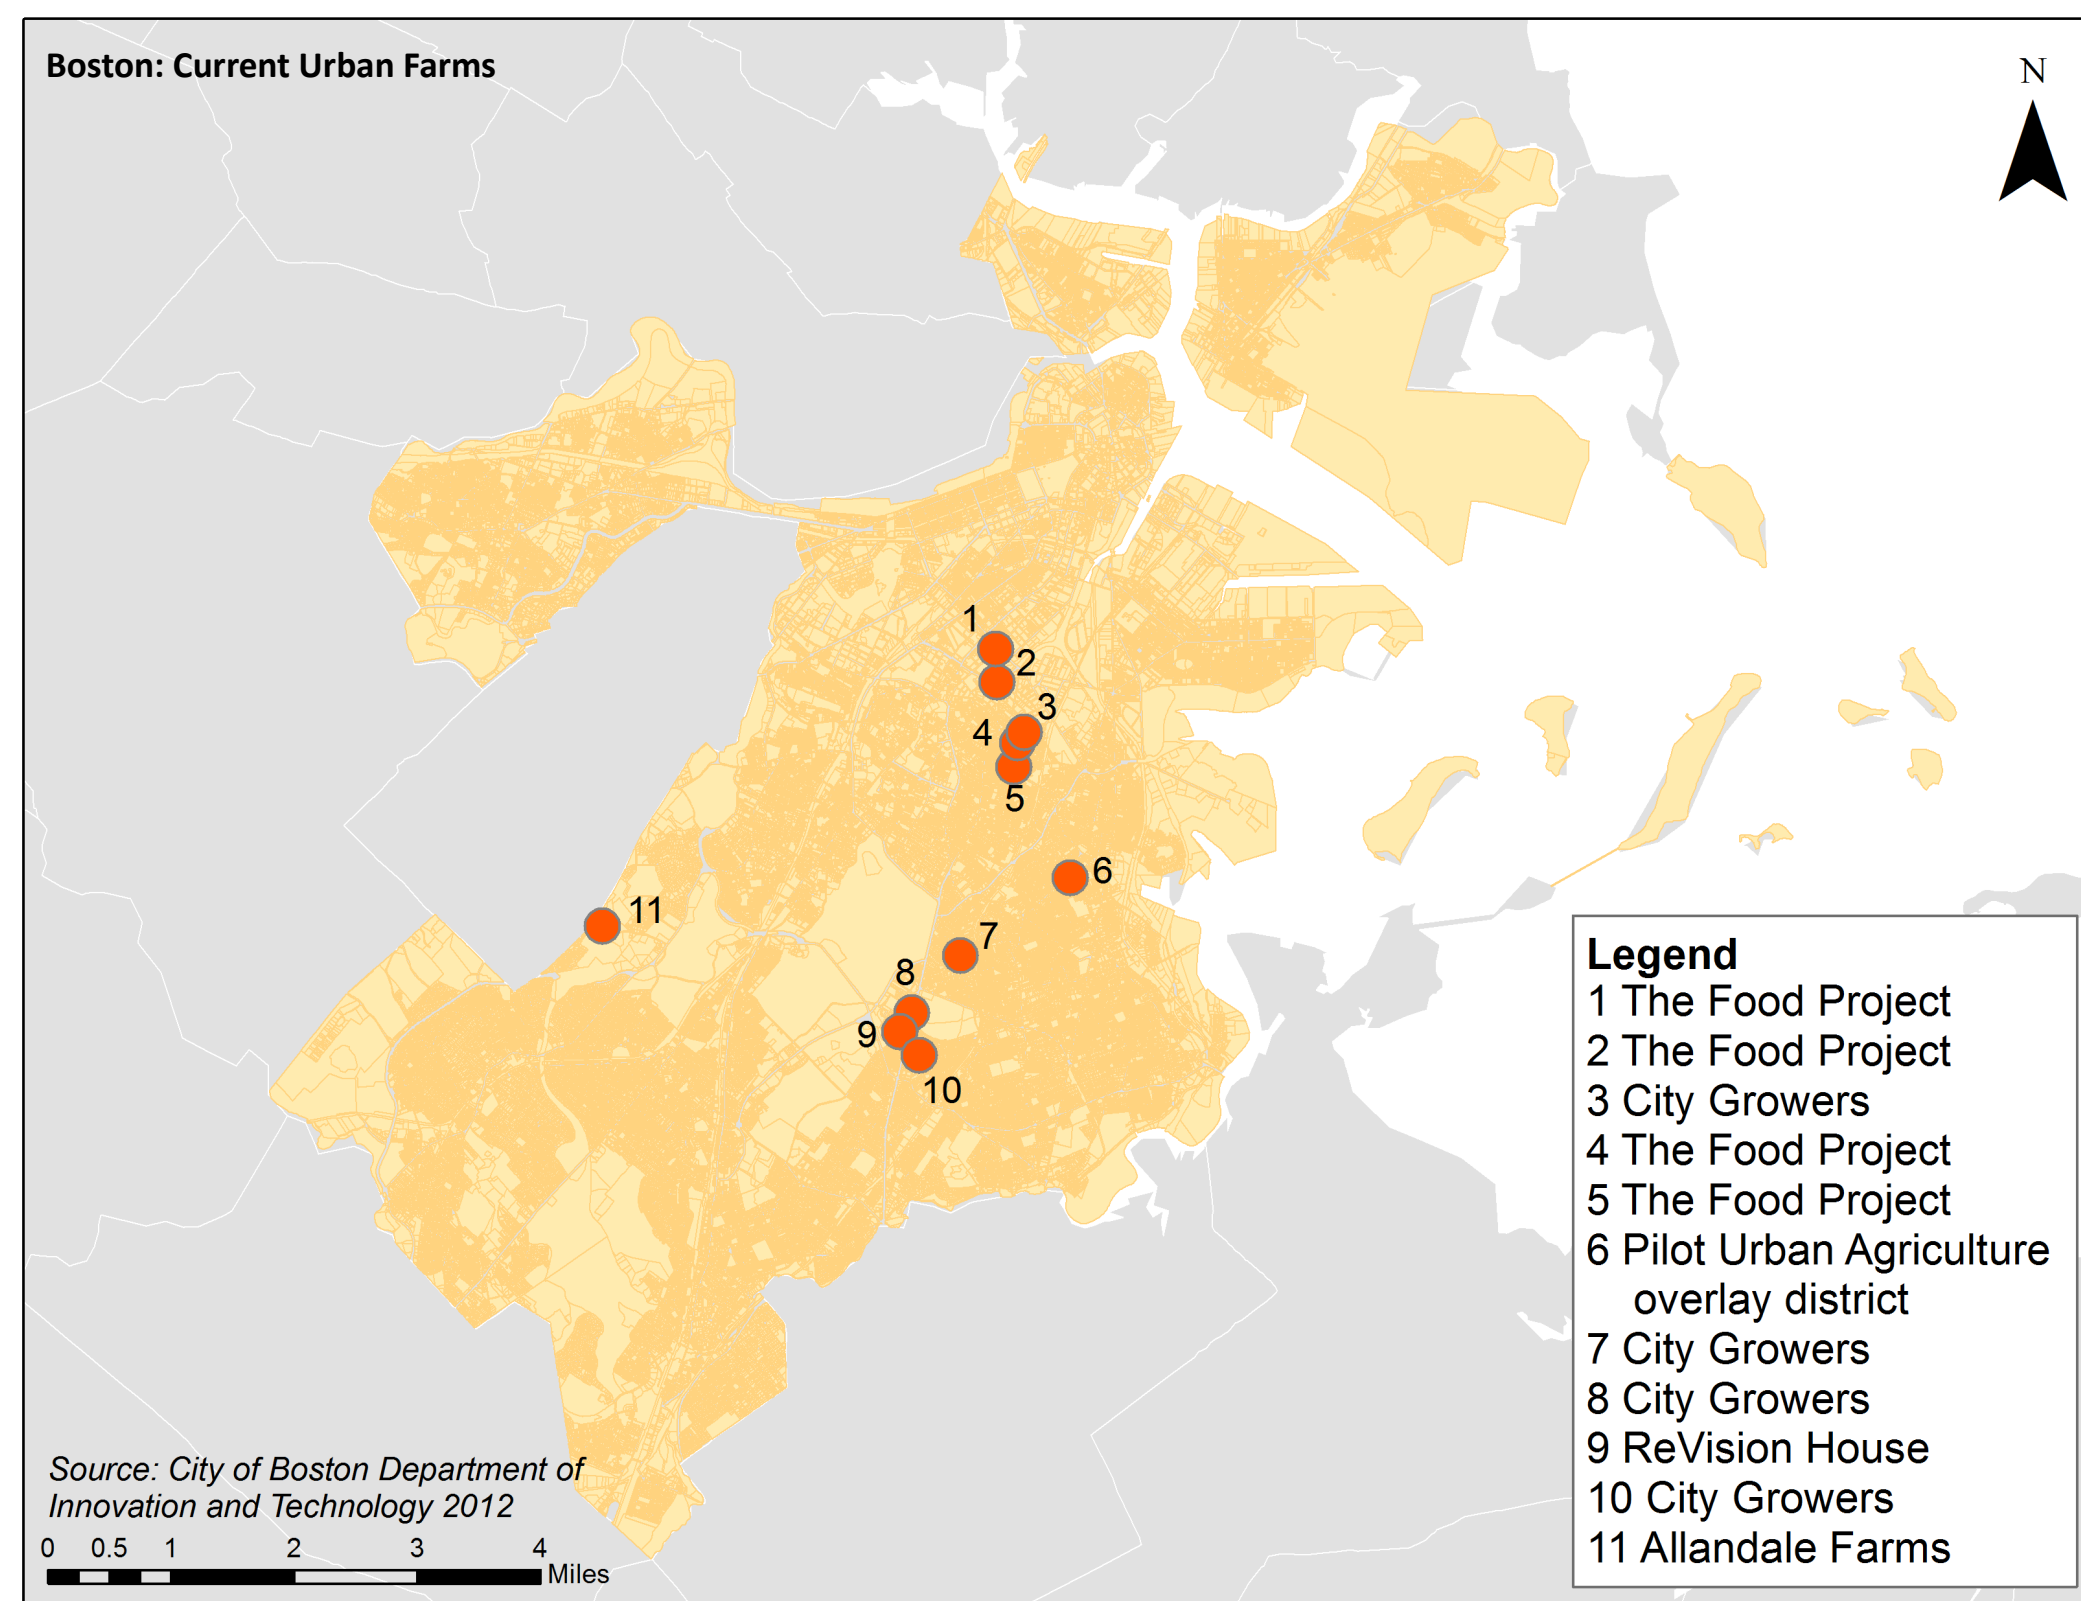 Boston: Current Urban Farms
N
1
2
3
4
5
6
7
8
9
10
11
Legend
1 The Food Project
2 The Food Project
3 City Growers
4 The Food Project
5 The Food Project
6 Pilot Urban Agriculture
overlay district
7 City Growers
8 City Growers
9 ReVision House
10 City Growers
11 Allandale Farms
Source: City of Boston Department of
Innovation and Technology 2012
0 0.5 1 2 3 4
Miles